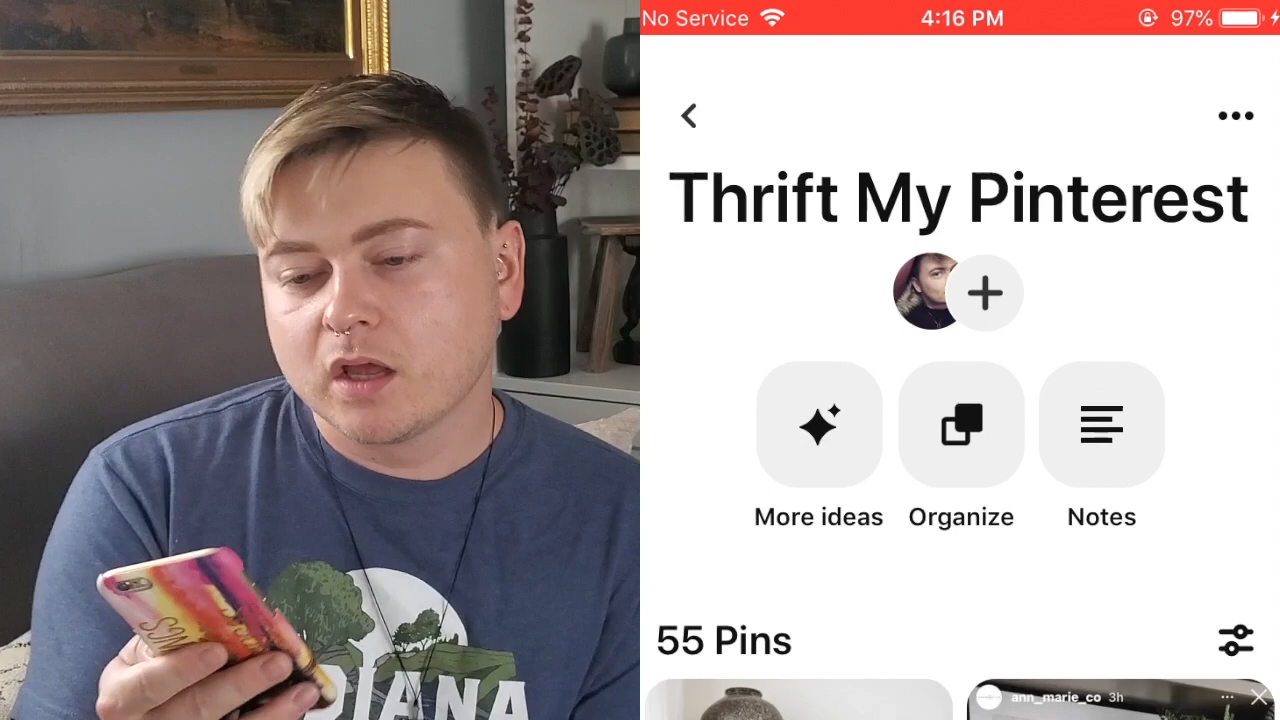 No Service 4:16 PM 97%
Thrift My Pinterest
More ideas Organize Notes
55 Pins
ann_marie_co 3h
DIANA